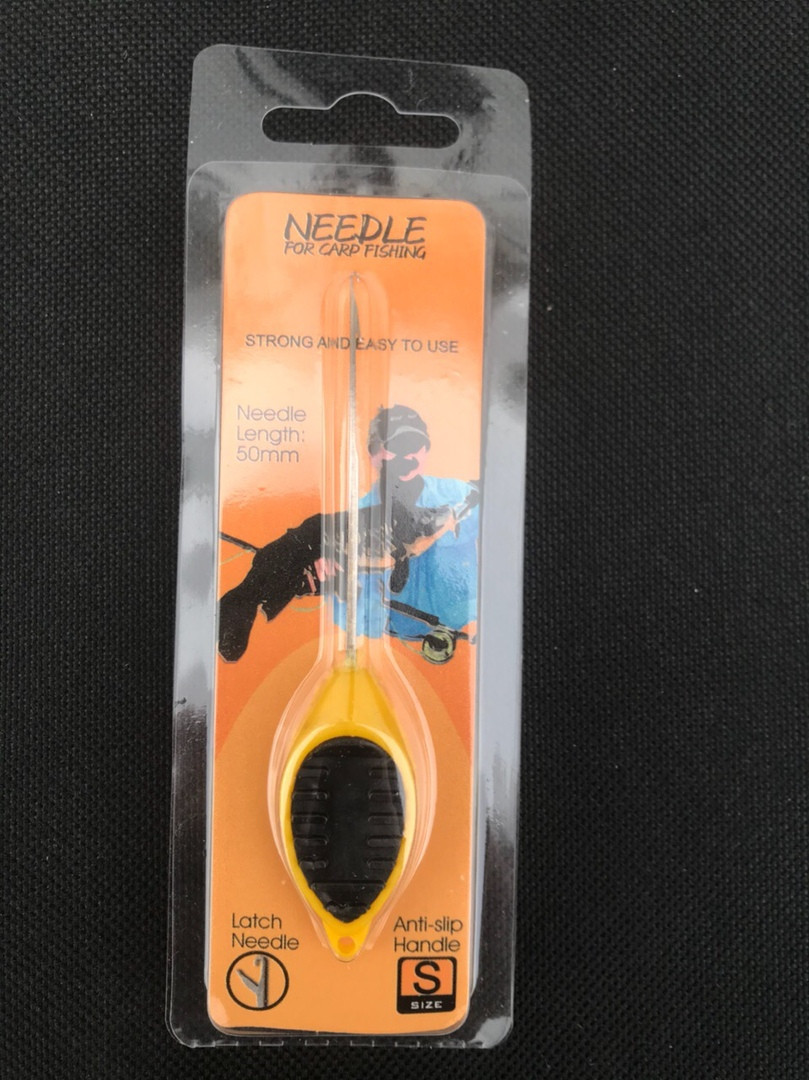 NEEDLE
FOR CARP FISHING
STRONG AND EASY TO USE
Needle
Length:
50mm
Latch
Needle
Anti-slip
Handle
S
SIZE